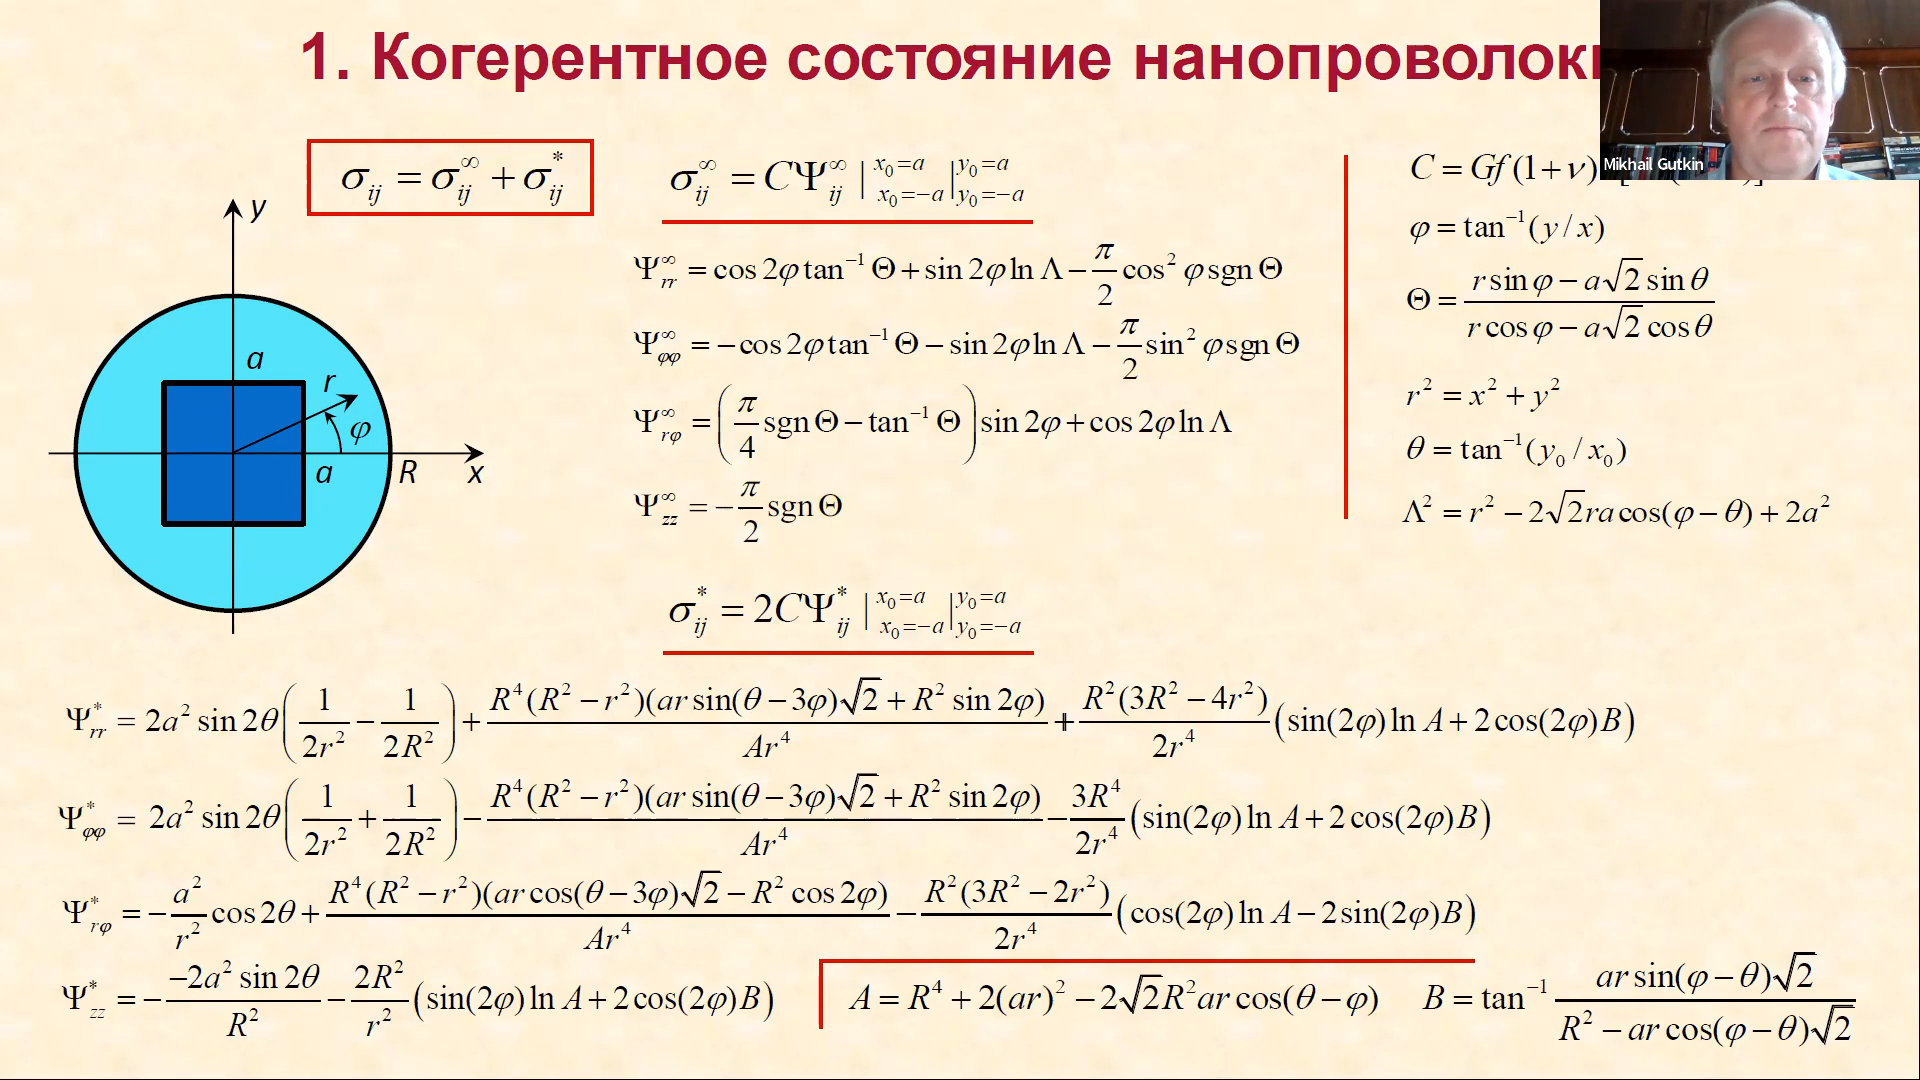 1. Когерентное состояние нанопроволок
Mikhail Gutkin
σ_ij = σ_ij^∞ + σ_ij^*
σ_ij^∞ = CΨ_ij^∞ |_{x₀=−a}^{x₀=a} |_{y₀=−a}^{y₀=a}
C = Gf(1+ν)
y
a
r
φ
a
R
x
Ψ_rr^∞ = cos 2φ tan⁻¹ Θ + sin 2φ ln Λ − π/2 cos² φ sgn Θ
Ψ_φφ^∞ = −cos 2φ tan⁻¹ Θ − sin 2φ ln Λ − π/2 sin² φ sgn Θ
Ψ_rφ^∞ = (π/4 sgn Θ − tan⁻¹ Θ) sin 2φ + cos 2φ ln Λ
Ψ_zz^∞ = −π/2 sgn Θ
φ = tan⁻¹(y/x)
Θ = (r sin φ − a√2 sin θ)/(r cos φ − a√2 cos θ)
r² = x² + y²
θ = tan⁻¹(y₀/x₀)
Λ² = r² − 2√2ra cos(φ − θ) + 2a²
σ_ij^* = 2CΨ_ij^* |_{x₀=−a}^{x₀=a} |_{y₀=−a}^{y₀=a}
Ψ_rr^* = 2a² sin 2θ (1/2r² − 1/2R²) + R⁴(R² − r²)(ar sin(θ − 3φ)√2 + R² sin 2φ)/Ar⁴ + R²(3R² − 4r²)/2r⁴ (sin(2φ) ln A + 2 cos(2φ)B)
Ψ_φφ^* = 2a² sin 2θ (1/2r² + 1/2R²) − R⁴(R² − r²)(ar sin(θ − 3φ)√2 + R² sin 2φ)/Ar⁴ − 3R⁴/2r⁴ (sin(2φ) ln A + 2 cos(2φ)B)
Ψ_rφ^* = −a²/r² cos 2θ + R⁴(R² − r²)(ar cos(θ − 3φ)√2 − R² cos 2φ)/Ar⁴ − R²(3R² − 2r²)/2r⁴ (cos(2φ) ln A − 2 sin(2φ)B)
Ψ_zz^* = − −2a² sin 2θ/R² − 2R²/r² (sin(2φ) ln A + 2 cos(2φ)B)
A = R⁴ + 2(ar)² − 2√2R²ar cos(θ − φ)
B = tan⁻¹ ar sin(φ − θ)√2/(R² − ar cos(φ − θ)√2)